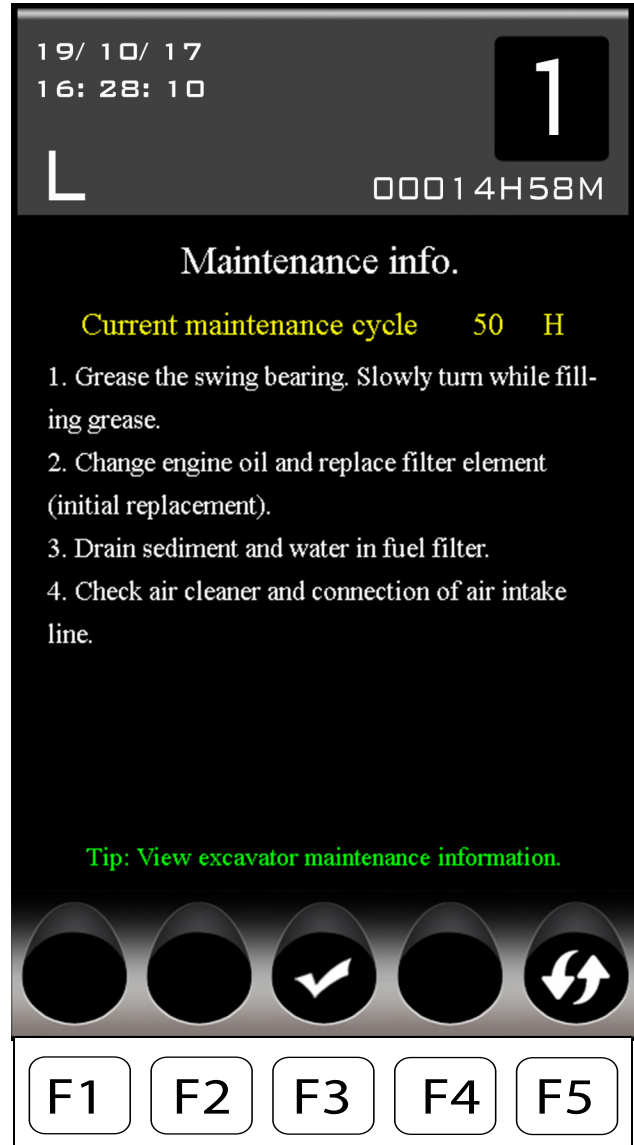 19/ 10/ 17
16: 28: 10
1
L
00014H58M
Maintenance info.
Current maintenance cycle 50 H
1. Grease the swing bearing. Slowly turn while fill-
ing grease.
2. Change engine oil and replace filter element
(initial replacement).
3. Drain sediment and water in fuel filter.
4. Check air cleaner and connection of air intake
line.
Tip: View excavator maintenance information.
F1 F2 F3 F4 F5